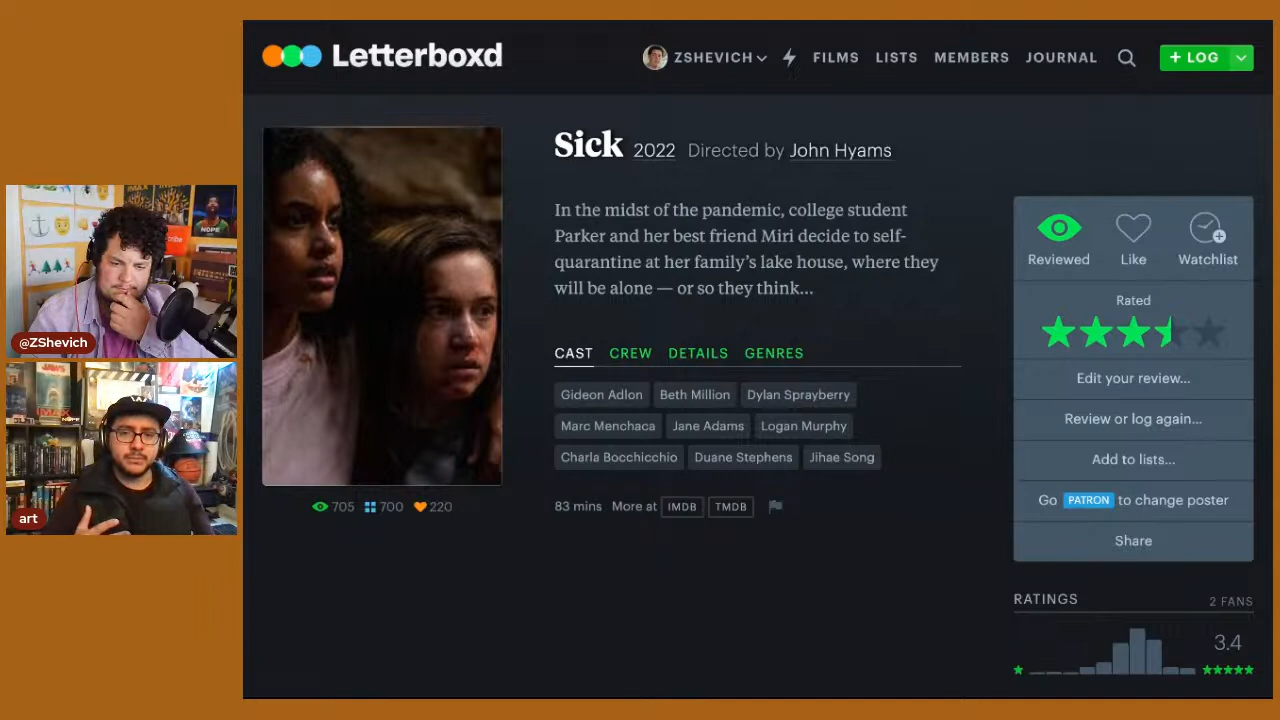 Letterboxd
ZSHEVICH FILMS LISTS MEMBERS JOURNAL + LOG
Sick 2022 Directed by John Hyams
In the midst of the pandemic, college student
Parker and her best friend Miri decide to self-
quarantine at her family's lake house, where they
will be alone — or so they think...
CAST CREW DETAILS GENRES
Gideon Adlon Beth Million Dylan Sprayberry
Marc Menchaca Jane Adams Logan Murphy
Charla Bocchicchio Duane Stephens Jihae Song
83 mins More at IMDB TMDB
705 700 220
Reviewed Like Watchlist
Rated
Edit your review...
Review or log again...
Add to lists...
Go PATRON to change poster
Share
RATINGS 2 FANS
3.4
NOPE
@ZShevich
JAWS
IMAX
NOPE
art